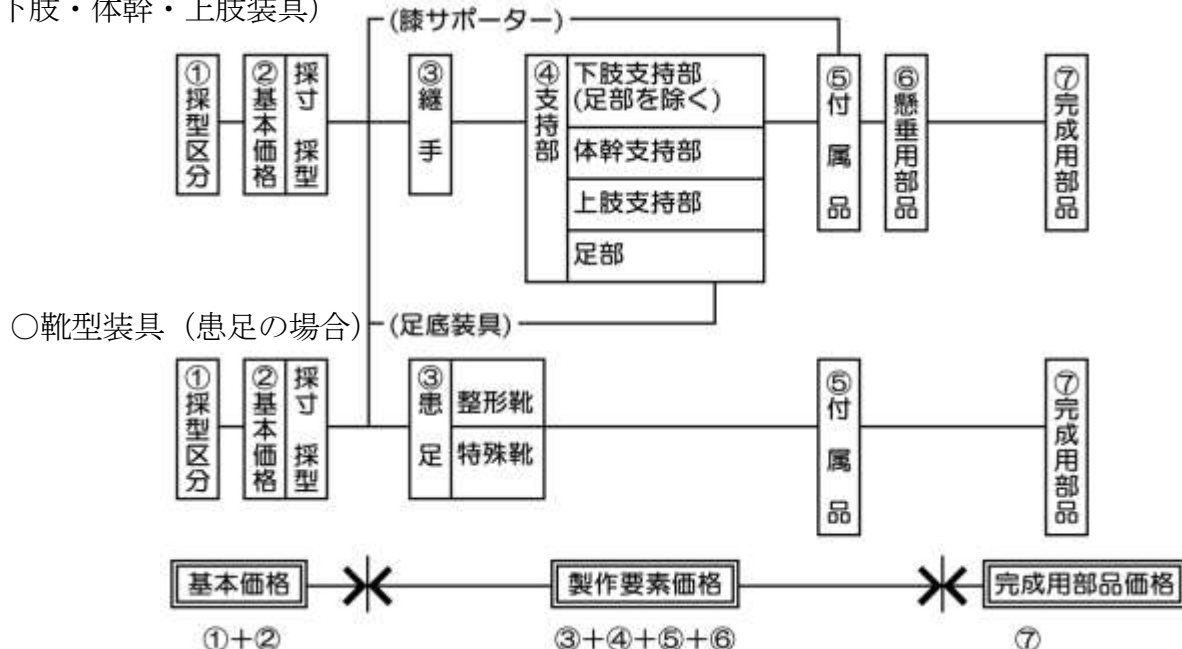 下肢・体幹・上肢装具）
(膝サポーター)
①採型区分
②基本価格
採寸 採型
③継手
④支持部
下肢支持部
(足部を除く)
体幹支持部
上肢支持部
足部
⑤付属品
⑥懸垂用部品
⑦完成用部品
○靴型装具（患足の場合）
(足底装具)
①採型区分
②基本価格
採寸 採型
③患足
整形靴
特殊靴
⑤付属品
⑦完成用部品
基本価格
製作要素価格
完成用部品価格
①＋②
③＋④＋⑤＋⑥
⑦